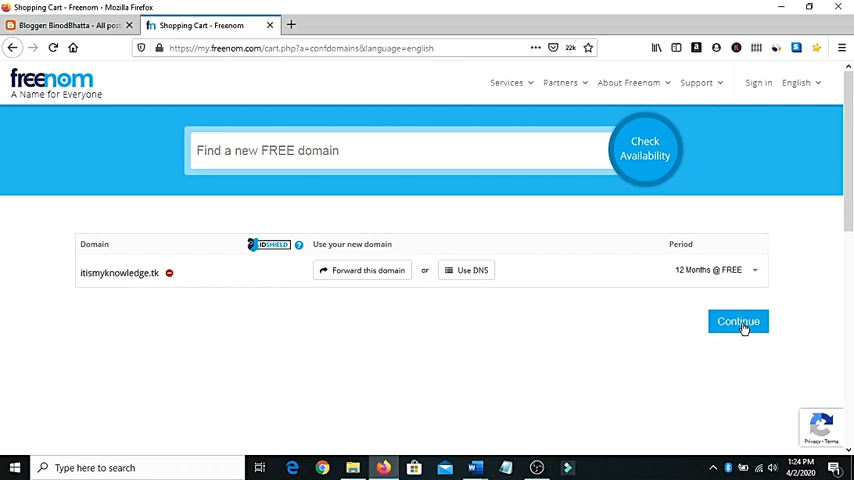 Shopping Cart - Freenom - Mozilla Firefox
Blogger: BinodBhatta - All post
fn Shopping Cart - Freenom
https://my.freenom.com/cart.php?a=confdomains&language=english
22k
freenom
A Name for Everyone
Services Partners About Freenom Support Sign in English
Find a new FREE domain
Check
Availability
Domain IDSHIELD ? Use your new domain Period
itismyknowledge.tk Forward this domain or Use DNS 12 Months @ FREE
Continue
Privacy - Terms
Type here to search
1:24 PM
4/2/2020